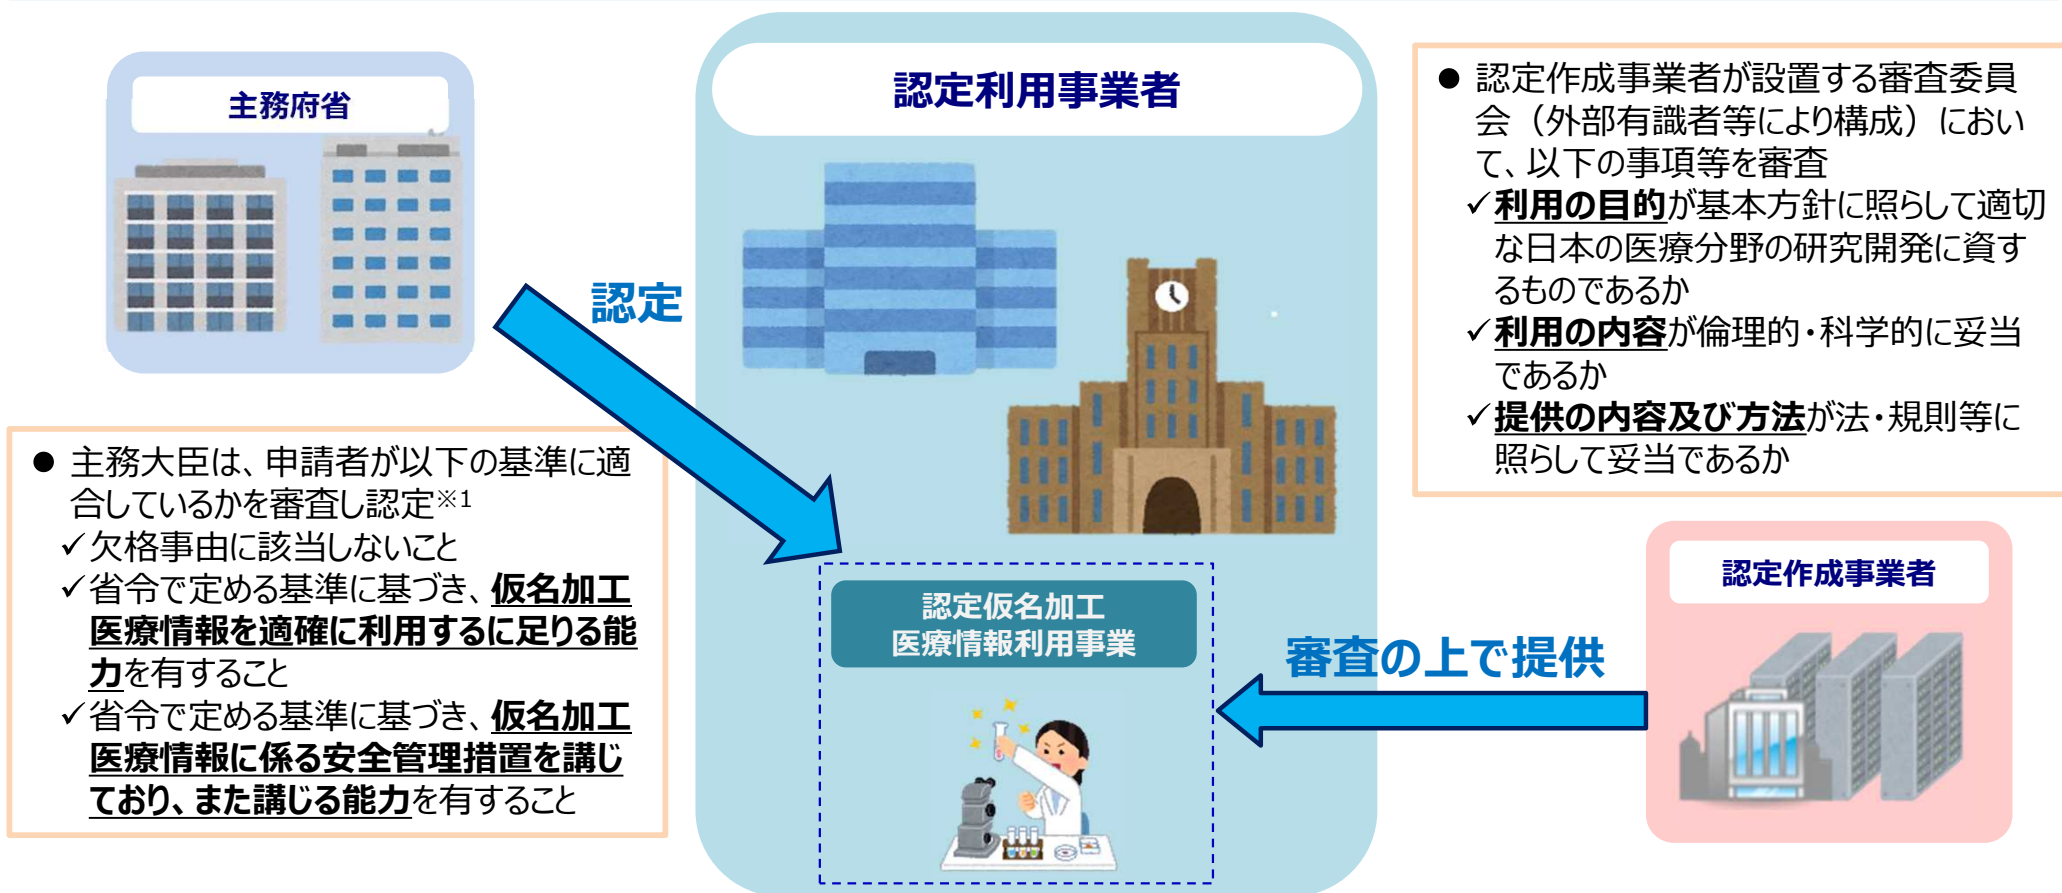 主務府省
認定利用事業者
● 認定作成事業者が設置する審査委員
会（外部有識者等により構成）におい
て、以下の事項等を審査
✓利用の目的が基本方針に照らして適切
な日本の医療分野の研究開発に資す
るものであるか
✓利用の内容が倫理的・科学的に妥当
であるか
✓提供の内容及び方法が法・規則等に
照らして妥当であるか
認定
● 主務大臣は、申請者が以下の基準に適
合しているかを審査し認定※1
✓欠格事由に該当しないこと
✓省令で定める基準に基づき、仮名加工
医療情報を適確に利用するに足りる能
力を有すること
✓省令で定める基準に基づき、仮名加工
医療情報に係る安全管理措置を講じ
ており、また講じる能力を有すること
認定仮名加工
医療情報利用事業
審査の上で提供
認定作成事業者